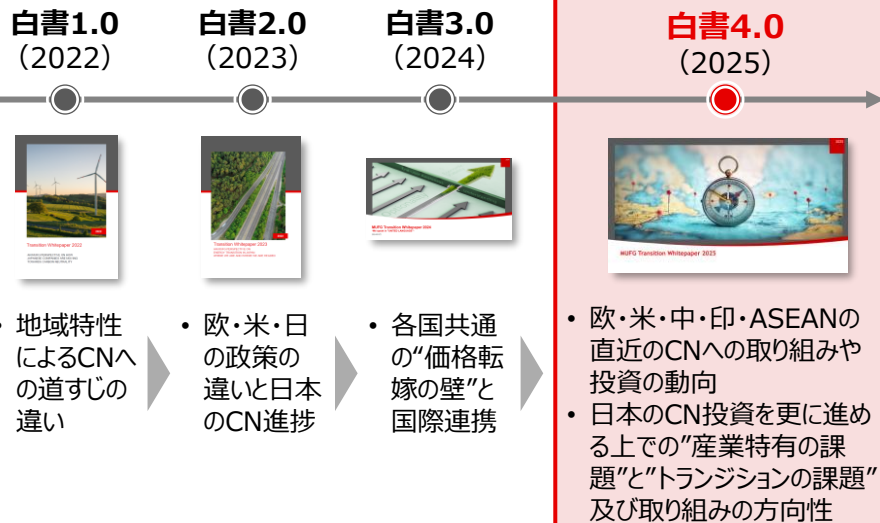 白書1.0
（2022）
白書2.0
（2023）
白書3.0
（2024）
白書4.0
（2025）
Transition Whitepaper 2023
MUFG Transition Whitepaper 2025
• 地域特性
によるCNへ
の道すじの
違い
• 欧・米・日
の政策の
違いと日本
のCN進捗
• 各国共通
の“価格転
嫁の壁”と
国際連携
• 欧・米・中・印・ASEANの
直近のCNへの取り組みや
投資の動向
• 日本のCN投資を更に進め
る上での”産業特有の課
題”と”トランジションの課題”
及び取り組みの方向性